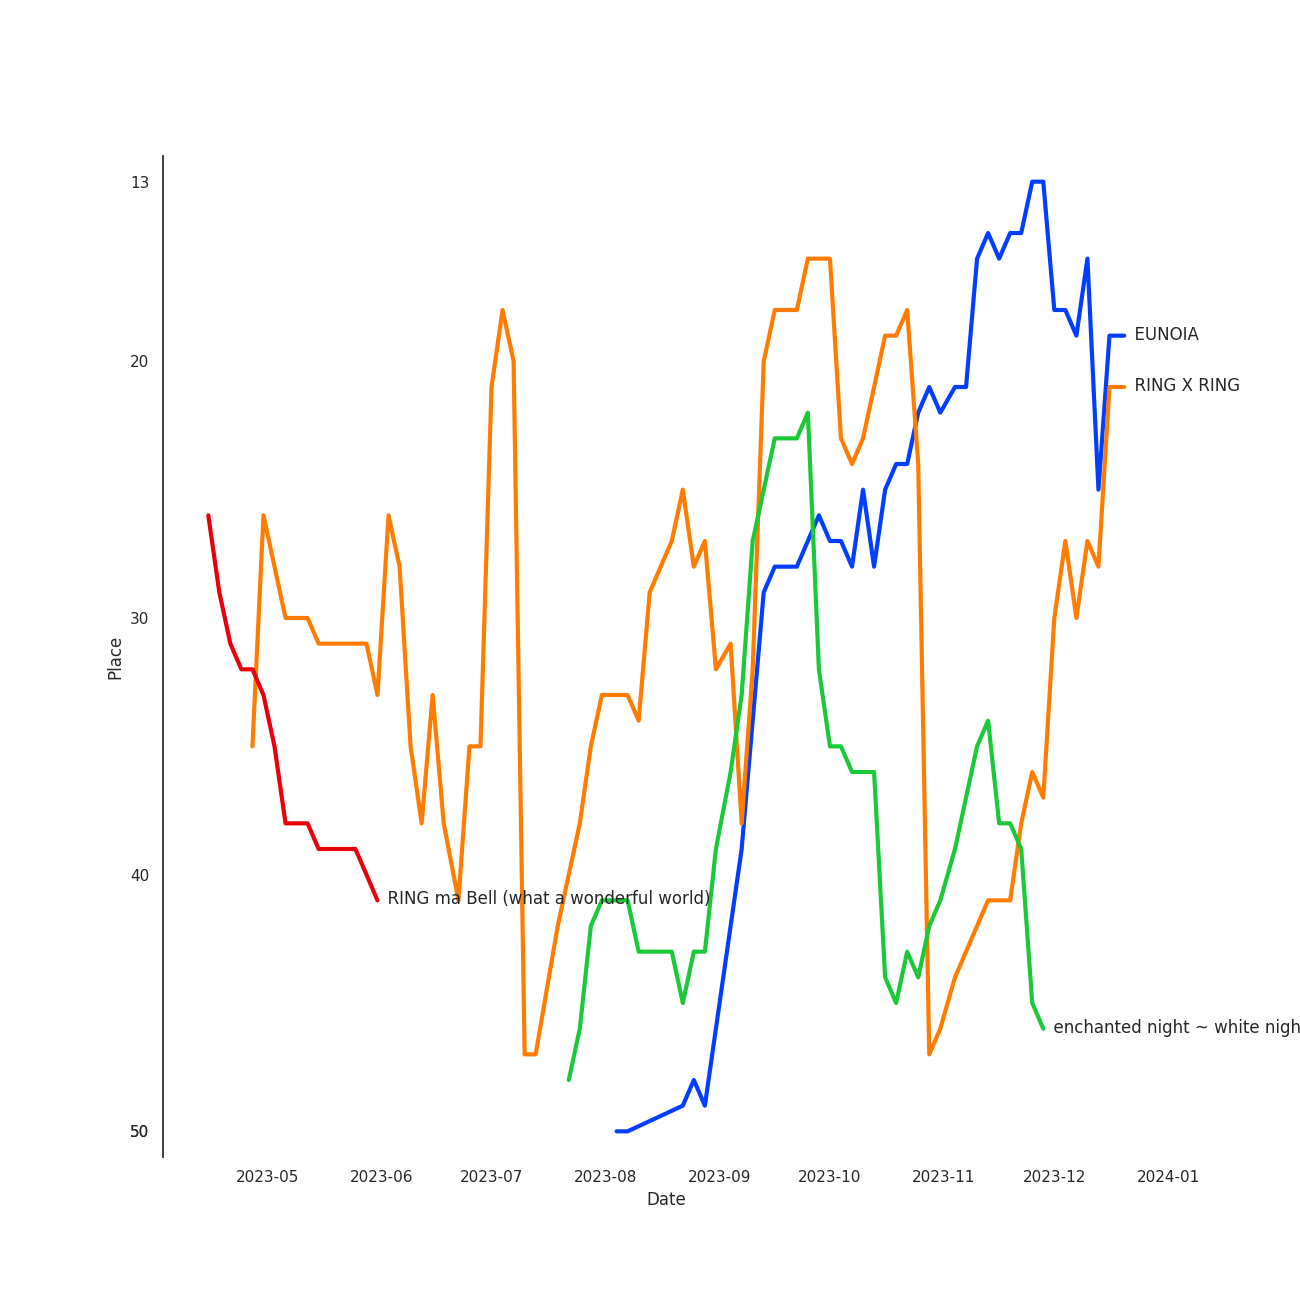 13
20
30
40
50
Place
EUNOIA
RING X RING
RING ma Bell (what a wonderful world)
enchanted night ~ white nigh
2023-05 2023-06 2023-07 2023-08 2023-09 2023-10 2023-11 2023-12 2024-01
Date